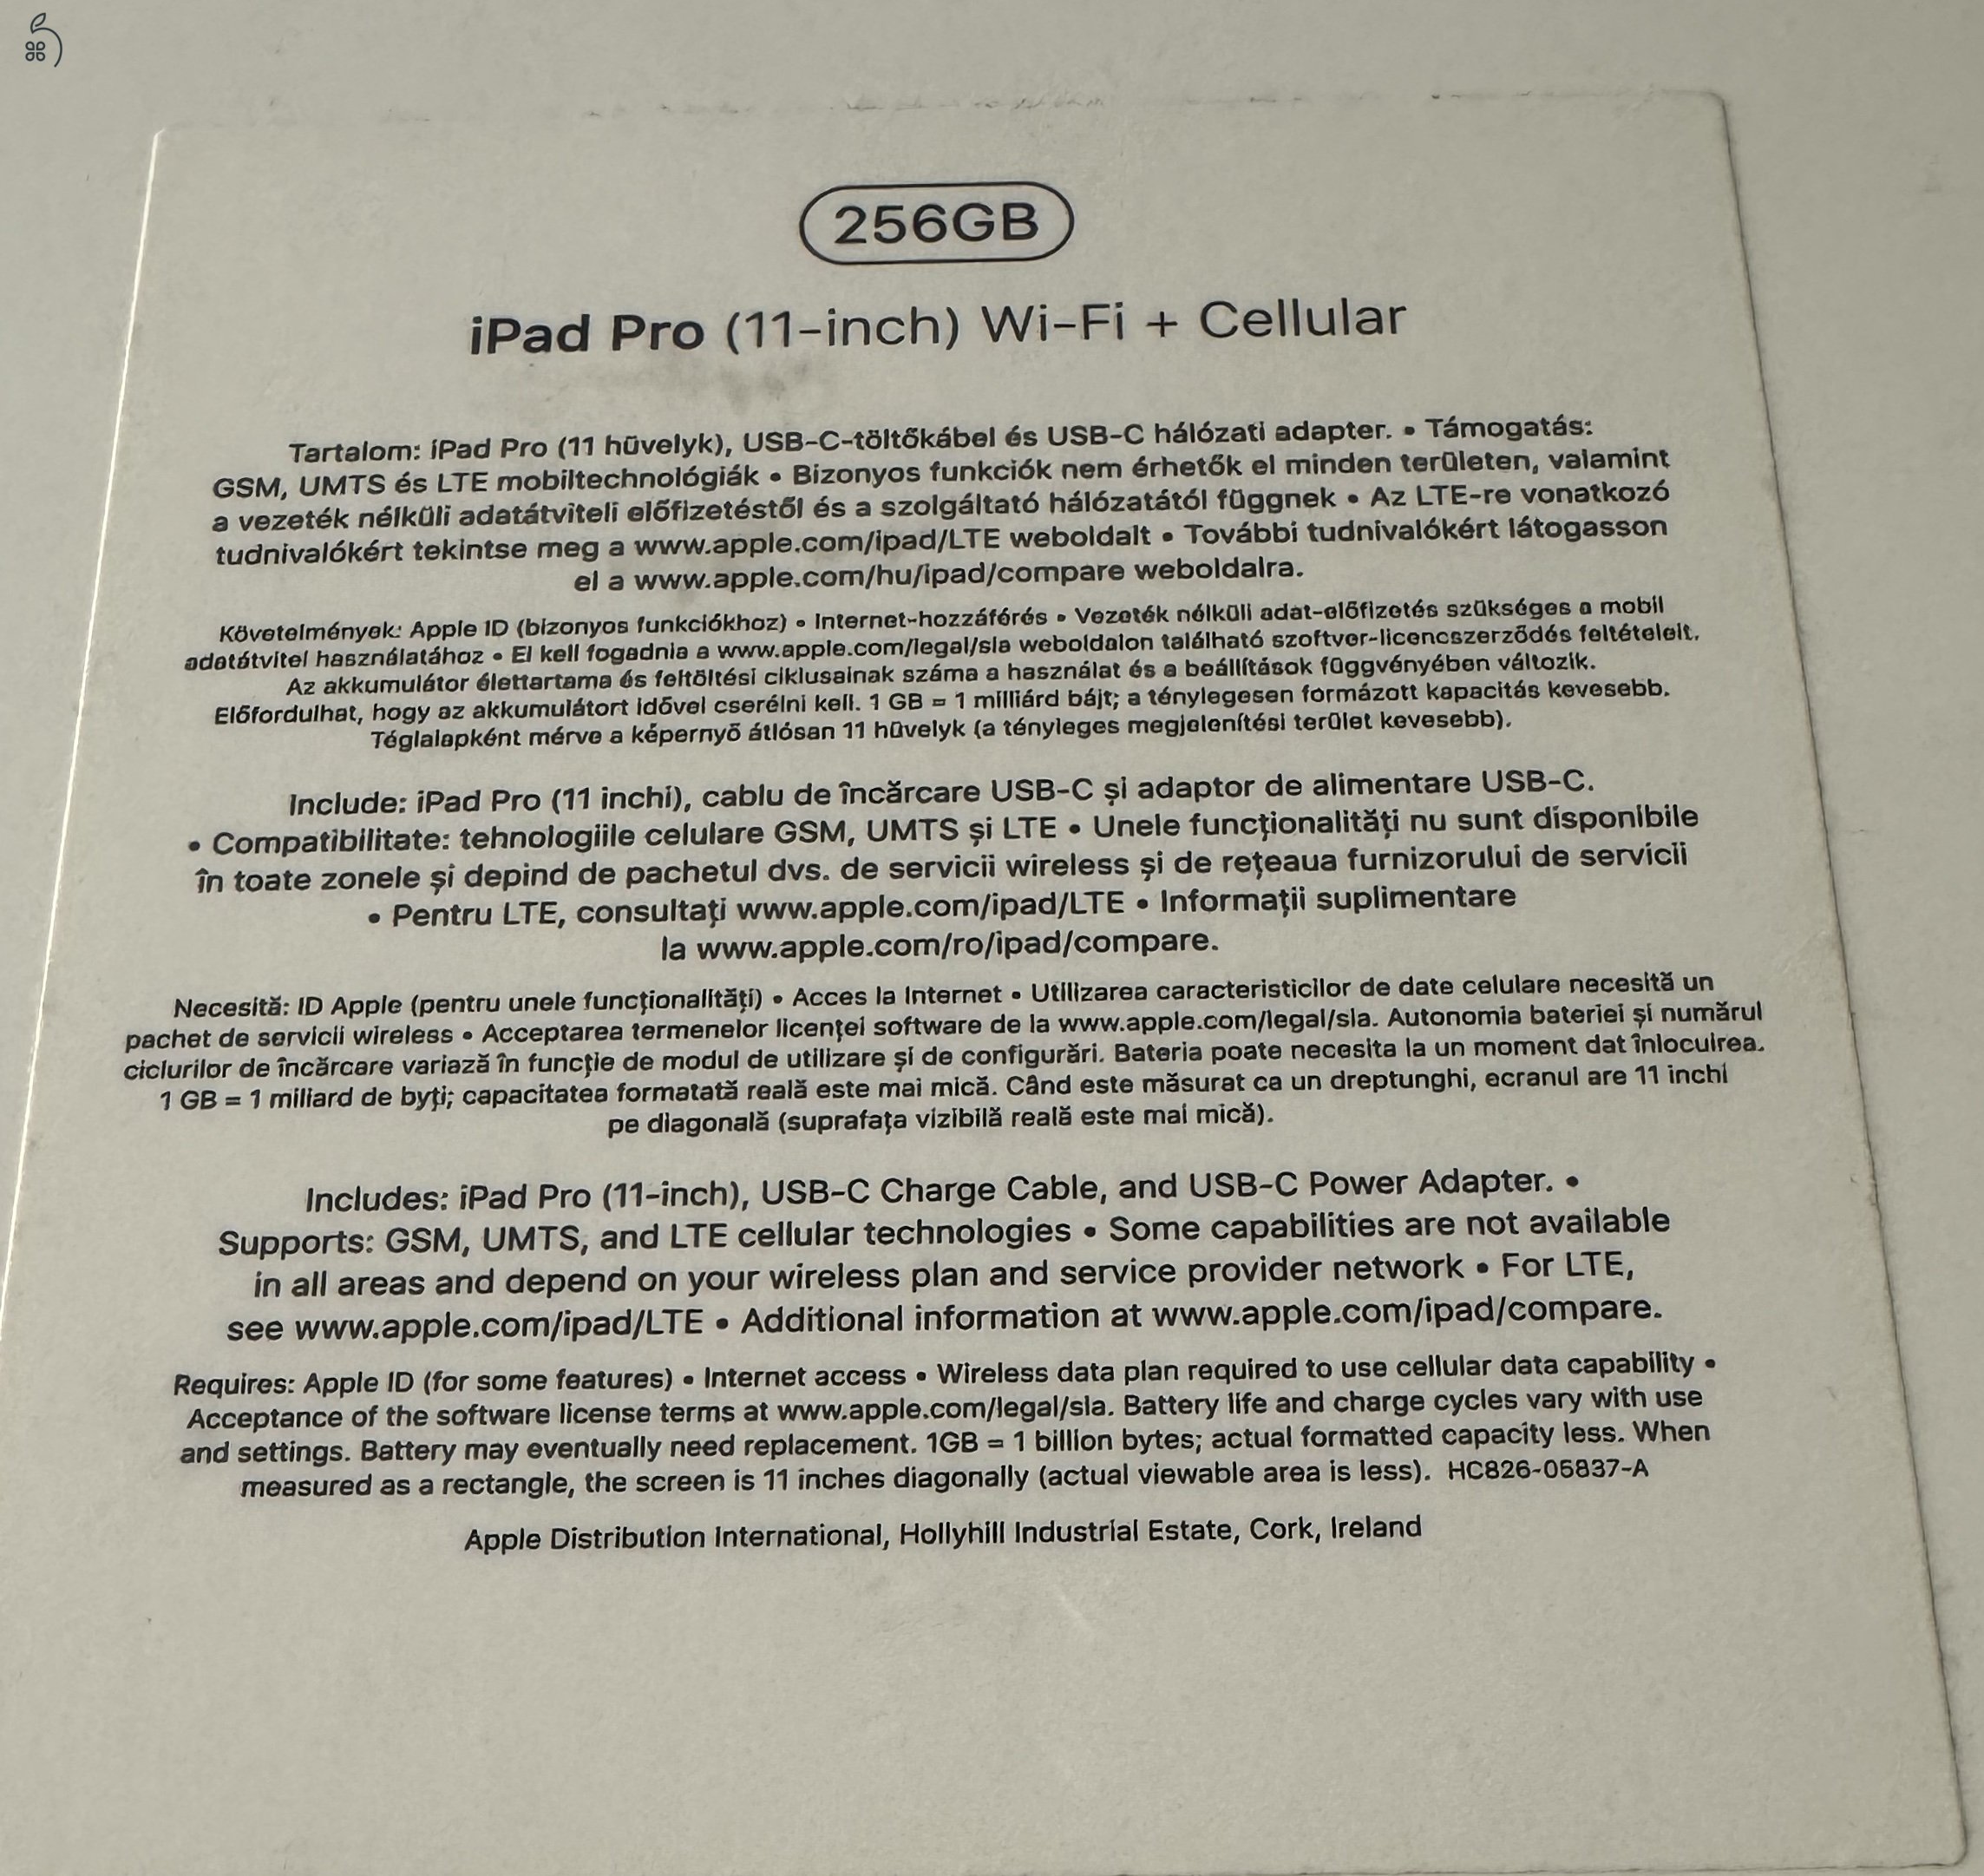 256GB
iPad Pro (11-inch) Wi-Fi + Cellular
Tartalom: iPad Pro (11 hüvelyk), USB-C-töltőkábel és USB-C hálózati adapter. • Támogatás:
GSM, UMTS és LTE mobiltechnológiák • Bizonyos funkciók nem érhetők el minden területen, valamint
a vezeték nélküli adatátviteli előfizetéstől és a szolgáltató hálózatától függnek • Az LTE-re vonatkozó
tudnivalókért tekintse meg a www.apple.com/ipad/LTE weboldalt • További tudnivalókért látogasson
el a www.apple.com/hu/ipad/compare weboldalra.
Követelmények: Apple ID (bizonyos funkciókhoz) • Internet-hozzáférés • Vezeték nélküli adat-előfizetés szükséges a mobil
adatátvitel használatához • El kell fogadnia a www.apple.com/legal/sla weboldalon található szoftver-licencszerződés feltételeit.
Az akkumulátor élettartama és feltöltési ciklusainak száma a használat és a beállítások függvényében változik.
Előfordulhat, hogy az akkumulátort idővel cserélni kell. 1 GB = 1 milliárd bájt; a ténylegesen formázott kapacitás kevesebb.
Téglalapként mérve a képernyő átlósan 11 hüvelyk (a tényleges megjelenítési terület kevesebb).
Include: iPad Pro (11 inchi), cablu de încărcare USB-C și adaptor de alimentare USB-C.
• Compatibilitate: tehnologiile celulare GSM, UMTS și LTE • Unele funcționalități nu sunt disponibile
în toate zonele și depind de pachetul dvs. de servicii wireless și de rețeaua furnizorului de servicii
• Pentru LTE, consultați www.apple.com/ipad/LTE • Informații suplimentare
la www.apple.com/ro/ipad/compare.
Necesită: ID Apple (pentru unele funcționalități) • Acces la Internet • Utilizarea caracteristicilor de date celulare necesită un
pachet de servicii wireless • Acceptarea termenelor licenței software de la www.apple.com/legal/sla. Autonomia bateriei și numărul
ciclurilor de încărcare variază în funcție de modul de utilizare și de configurări. Bateria poate necesita la un moment dat înlocuirea.
1 GB = 1 miliard de byți; capacitatea formatată reală este mai mică. Când este măsurat ca un dreptunghi, ecranul are 11 inchi
pe diagonală (suprafața vizibilă reală este mai mică).
Includes: iPad Pro (11-inch), USB-C Charge Cable, and USB-C Power Adapter. •
Supports: GSM, UMTS, and LTE cellular technologies • Some capabilities are not available
in all areas and depend on your wireless plan and service provider network • For LTE,
see www.apple.com/ipad/LTE • Additional information at www.apple.com/ipad/compare.
Requires: Apple ID (for some features) • Internet access • Wireless data plan required to use cellular data capability •
Acceptance of the software license terms at www.apple.com/legal/sla. Battery life and charge cycles vary with use
and settings. Battery may eventually need replacement. 1GB = 1 billion bytes; actual formatted capacity less. When
measured as a rectangle, the screen is 11 inches diagonally (actual viewable area is less). HC826-05837-A
Apple Distribution International, Hollyhill Industrial Estate, Cork, Ireland